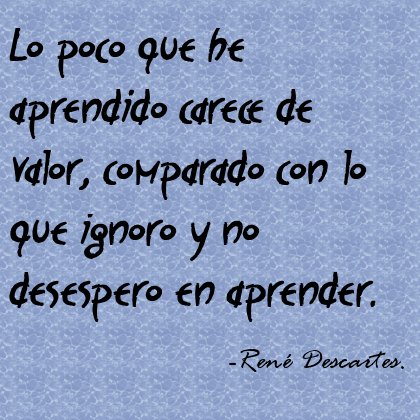 Lo poco que he
aprendido carece de
valor, comparado con lo
que ignoro y no
desespero en aprender.
-René Descartes.